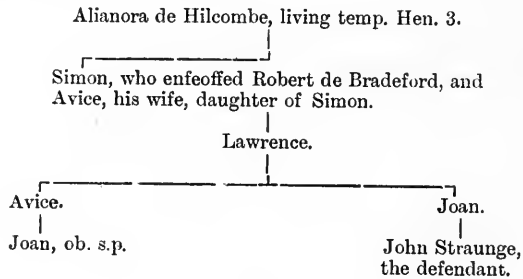 Alianora de Hilcombe, living temp. Hen. 3.
Simon, who enfeoffed Robert de Bradeford, and
Avice, his wife, daughter of Simon.
Lawrence.
Avice. Joan.
Joan, ob. s.p. John Straunge,
the defendant.